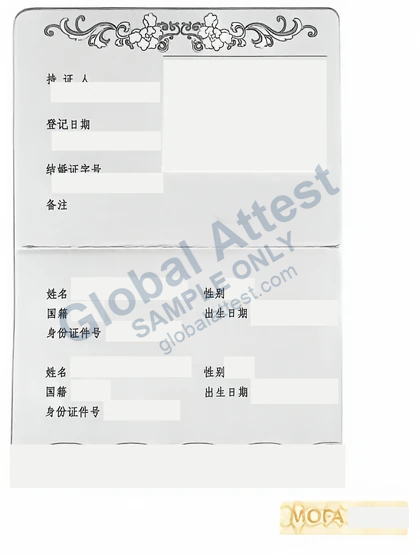 持 证 人
登记日期
结婚证字号
备注
Global Attest
SAMPLE ONLY
globalattest.com
姓名 性别
国籍 出生日期
身份证件号
姓名 性别
国籍 出生日期
身份证件号
MOFA